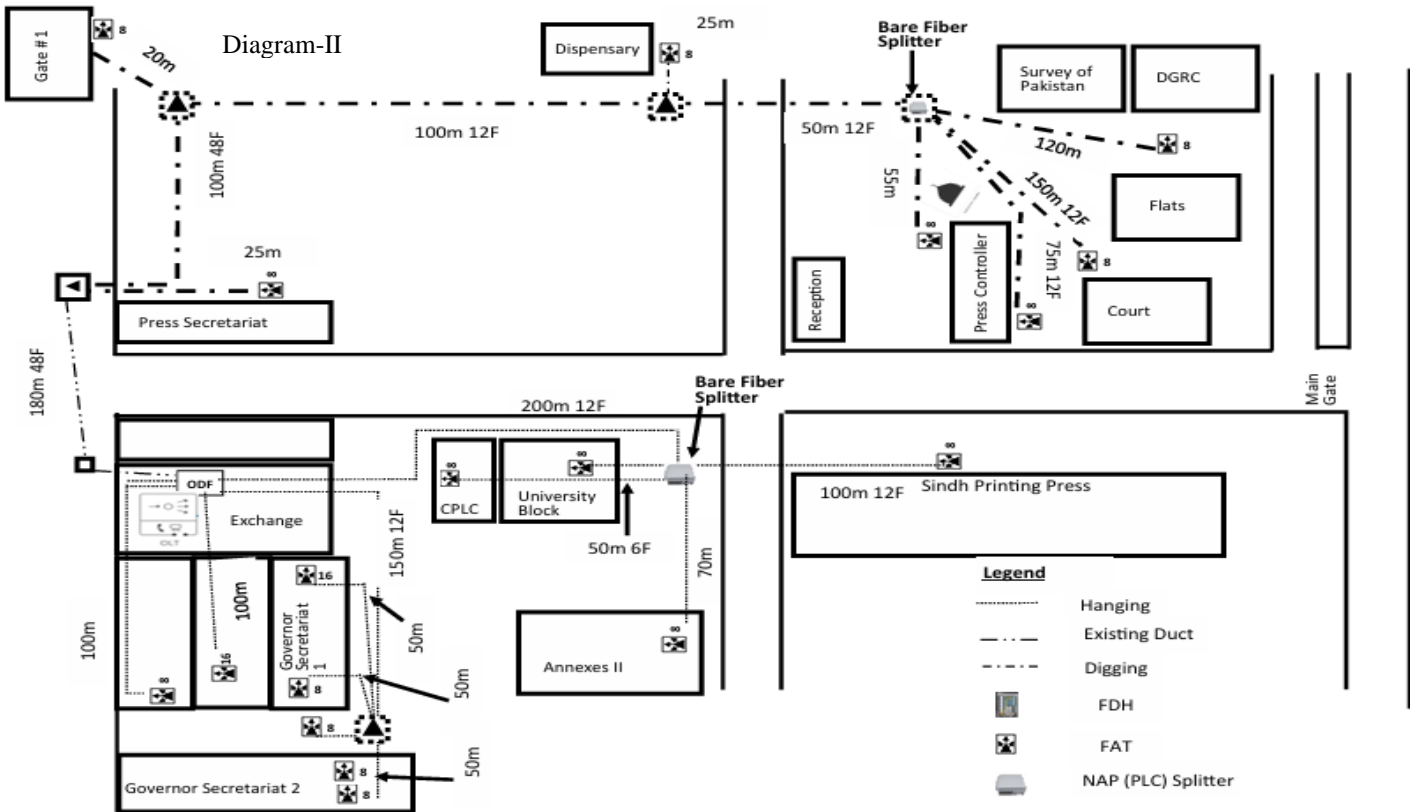 Diagram-II
Gate #1
8
20m
100m 12F
100m 48F
25m
8
Press Secretariat
180m 48F
Dispensary
25m
8
50m 12F
Bare Fiber
Splitter
Survey of
Pakistan
DGRC
120m
8
55m
8
150m 12F
8
75m 12F
8
Flats
Court
Press Controller
Reception
Main
Gate
200m 12F
Bare Fiber
Splitter
ODF
OLT
Exchange
8
CPLC
8
University
Block
50m 6F
70m
8
Annexes II
8
100m 12F
Sindh Printing Press
150m 12F
100m
8
100m
16
16
Governor
Secretariat
1
8
50m
50m
8
50m
Governor Secretariat 2
8
8
Legend
Hanging
Existing Duct
Digging
FDH
FAT
NAP (PLC) Splitter